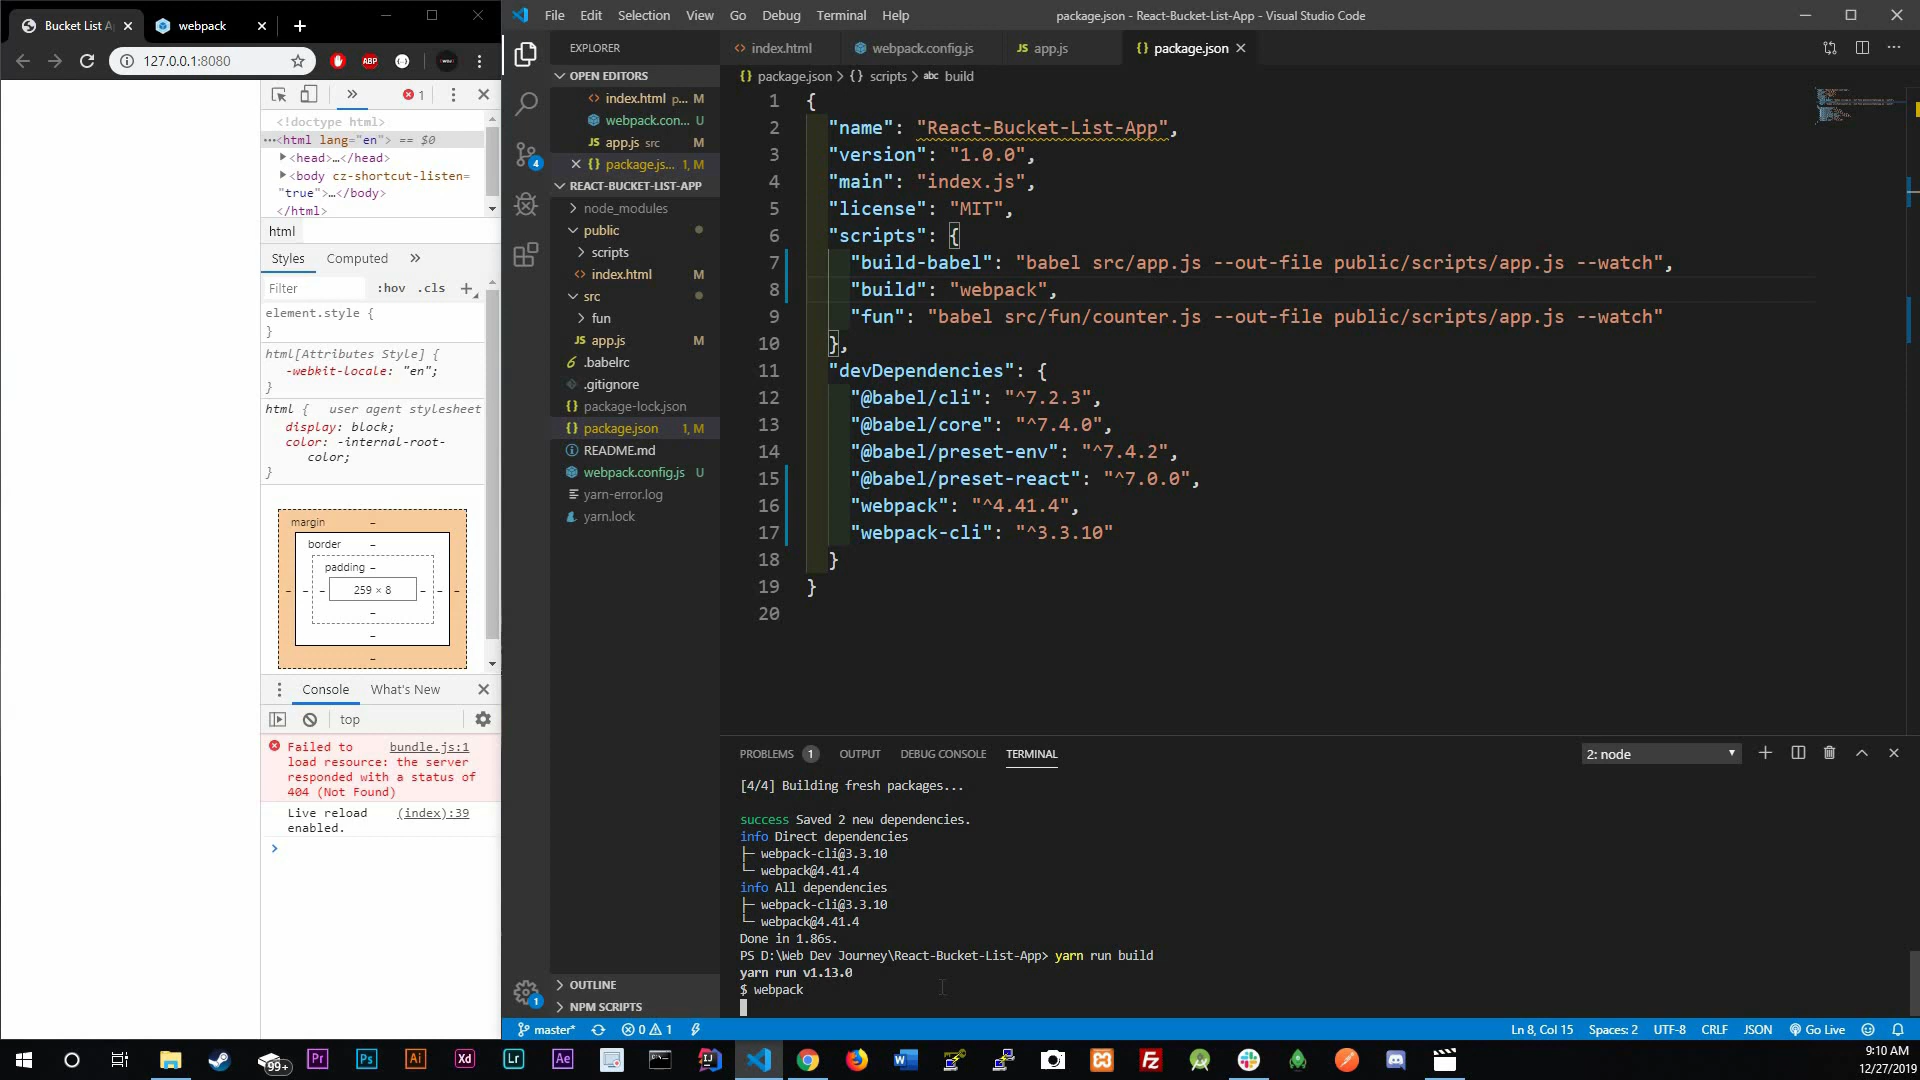 Bucket List A
webpack
127.0.0.1:8080
ABP
1
<!doctype html>
<html lang="en"> == $0
<head>…</head>
<body cz-shortcut-listen=
"true">…</body>
</html>
html
Styles
Computed
Filter
:hov
.cls
element.style {
}
html[Attributes Style] {
-webkit-locale: "en";
}
html {
user agent stylesheet
display: block;
color: -internal-root-
color;
}
margin
-
border
-
padding
-
259 × 8
Console
What's New
top
Failed to
bundle.js:1
load resource: the server
responded with a status of
404 (Not Found)
Live reload
(index):39
enabled.
File
Edit
Selection
View
Go
Debug
Terminal
Help
package.json - React-Bucket-List-App - Visual Studio Code
EXPLORER
OPEN EDITORS
index.html p... M
webpack.con... U
app.js src M
package.js... 1, M
REACT-BUCKET-LIST-APP
node_modules
public
scripts
index.html M
src
fun
app.js M
.babelrc
.gitignore
package-lock.json
package.json 1, M
README.md
webpack.config.js U
yarn-error.log
yarn.lock
OUTLINE
NPM SCRIPTS
4
1
index.html
webpack.config.js
app.js
package.json
package.json > {} scripts > abc build
1 {
2 "name": "React-Bucket-List-App",
3 "version": "1.0.0",
4 "main": "index.js",
5 "license": "MIT",
6 "scripts": {
7 "build-babel": "babel src/app.js --out-file public/scripts/app.js --watch",
8 "build": "webpack",
9 "fun": "babel src/fun/counter.js --out-file public/scripts/app.js --watch"
10 },
11 "devDependencies": {
12 "@babel/cli": "^7.2.3",
13 "@babel/core": "^7.4.0",
14 "@babel/preset-env": "^7.4.2",
15 "@babel/preset-react": "^7.0.0",
16 "webpack": "^4.41.4",
17 "webpack-cli": "^3.3.10"
18 }
19 }
20
PROBLEMS 1
OUTPUT
DEBUG CONSOLE
TERMINAL
2: node
[4/4] Building fresh packages...
success Saved 2 new dependencies.
info Direct dependencies
├─ webpack-cli@3.3.10
└─ webpack@4.41.4
info All dependencies
├─ webpack-cli@3.3.10
└─ webpack@4.41.4
Done in 1.86s.
PS D:\Web Dev Journey\React-Bucket-List-App> yarn run build
yarn run v1.13.0
$ webpack
master*
0 1
Ln 8, Col 15
Spaces: 2
UTF-8
CRLF
JSON
Go Live
99+
Pr
Ps
Ai
Xd
Lr
Ae
9:10 AM
12/27/2019